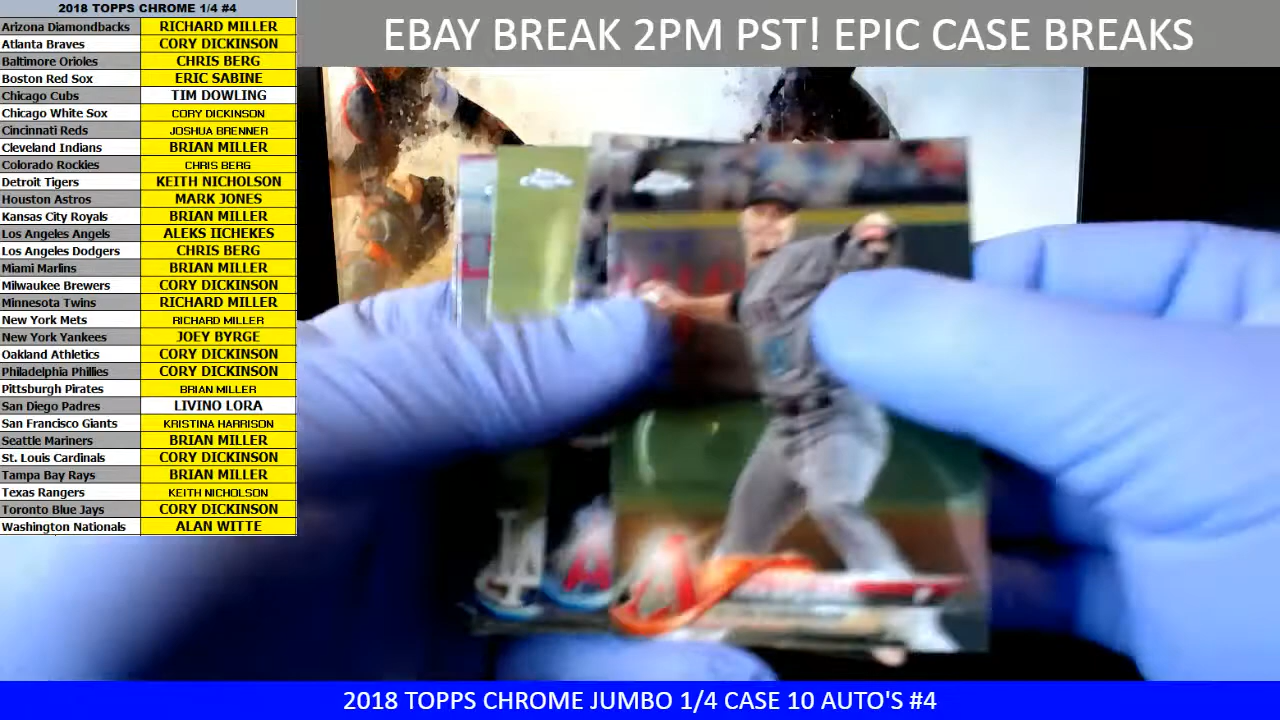 2018 TOPPS CHROME 1/4 #4
Arizona Diamondbacks RICHARD MILLER
Atlanta Braves CORY DICKINSON
Baltimore Orioles CHRIS BERG
Boston Red Sox ERIC SABINE
Chicago Cubs TIM DOWLING
Chicago White Sox CORY DICKINSON
Cincinnati Reds JOSHUA BRENNER
Cleveland Indians BRIAN MILLER
Colorado Rockies CHRIS BERG
Detroit Tigers KEITH NICHOLSON
Houston Astros MARK JONES
Kansas City Royals BRIAN MILLER
Los Angeles Angels ALEKS IICHEKES
Los Angeles Dodgers CHRIS BERG
Miami Marlins BRIAN MILLER
Milwaukee Brewers CORY DICKINSON
Minnesota Twins RICHARD MILLER
New York Mets RICHARD MILLER
New York Yankees JOEY BYRGE
Oakland Athletics CORY DICKINSON
Philadelphia Phillies CORY DICKINSON
Pittsburgh Pirates BRIAN MILLER
San Diego Padres LIVINO LORA
San Francisco Giants KRISTINA HARRISON
Seattle Mariners BRIAN MILLER
St. Louis Cardinals CORY DICKINSON
Tampa Bay Rays BRIAN MILLER
Texas Rangers KEITH NICHOLSON
Toronto Blue Jays CORY DICKINSON
Washington Nationals ALAN WITTE
EBAY BREAK 2PM PST! EPIC CASE BREAKS
2018 TOPPS CHROME JUMBO 1/4 CASE 10 AUTO'S #4